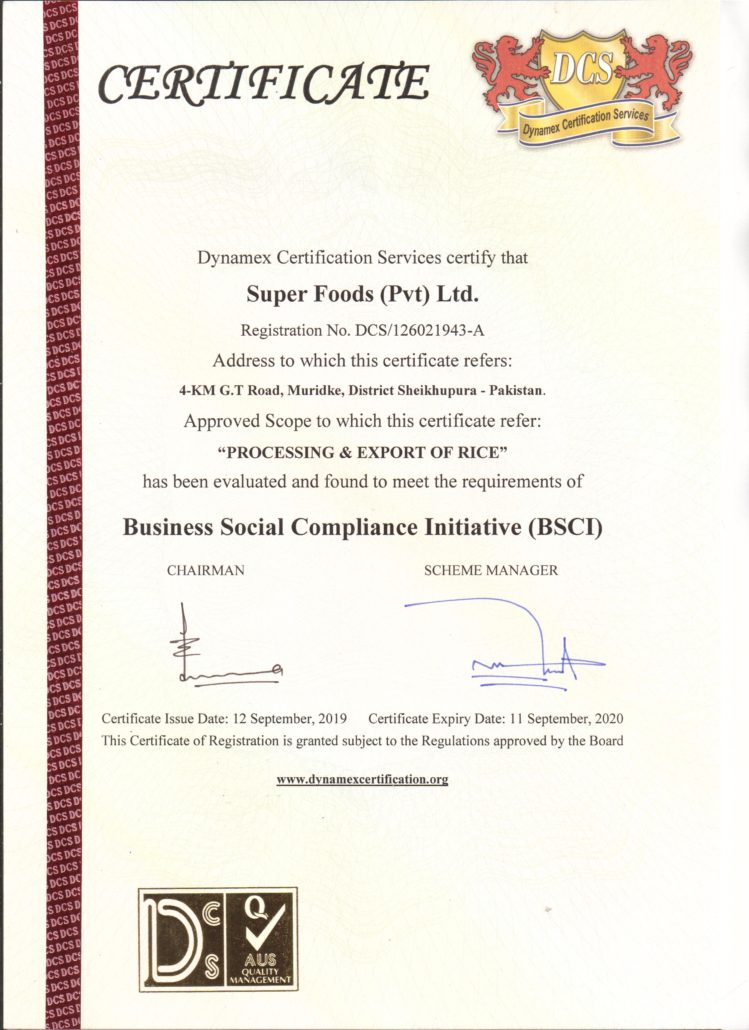 CERTIFICATE
DCS
Dynamex Certification Services
Dynamex Certification Services certify that
Super Foods (Pvt) Ltd.
Registration No. DCS/126021943-A
Address to which this certificate refers:
4-KM G.T Road, Muridke, District Sheikhupura - Pakistan.
Approved Scope to which this certificate refer:
“PROCESSING & EXPORT OF RICE”
has been evaluated and found to meet the requirements of
Business Social Compliance Initiative (BSCI)
CHAIRMAN SCHEME MANAGER
Certificate Issue Date: 12 September, 2019 Certificate Expiry Date: 11 September, 2020
This Certificate of Registration is granted subject to the Regulations approved by the Board
www.dynamexcertification.org
DCS
Q
AUS
QUALITY
MANAGEMENT